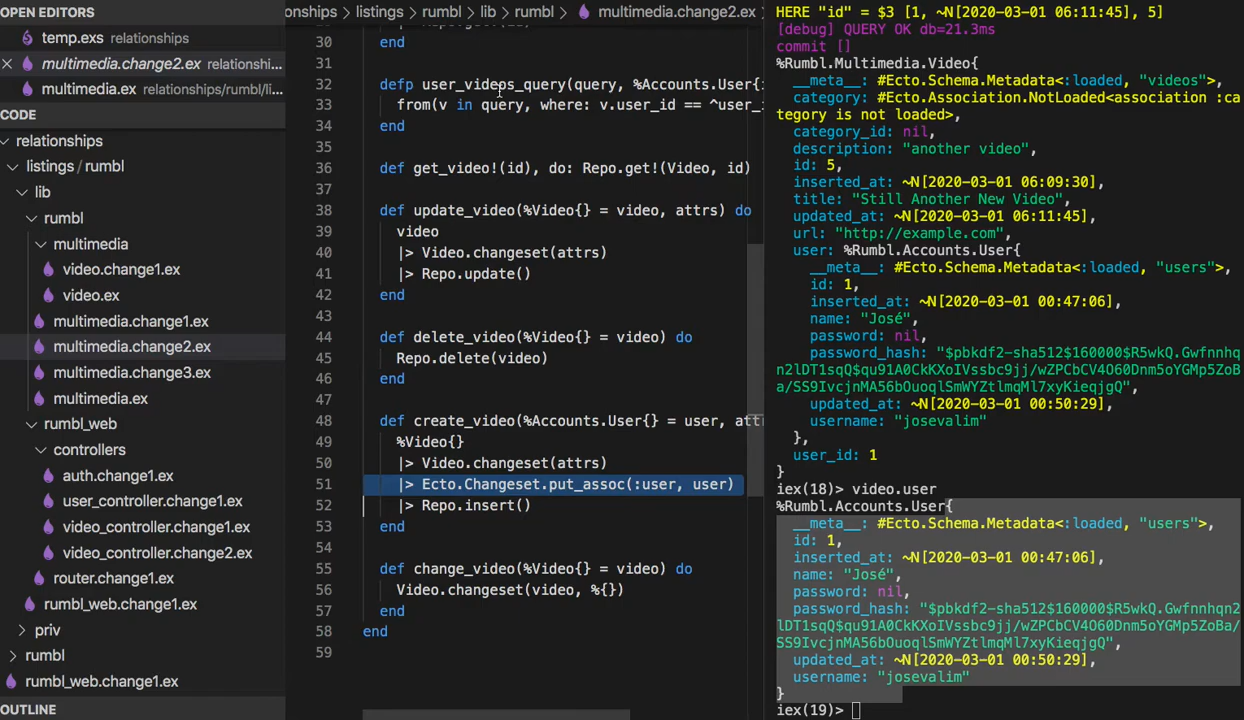 OPEN EDITORS
temp.exs relationships
multimedia.change2.ex relationshi...
multimedia.ex relationships/rumbl/li...
CODE
relationships
listings / rumbl
lib
rumbl
multimedia
video.change1.ex
video.ex
multimedia.change1.ex
multimedia.change2.ex
multimedia.change3.ex
multimedia.ex
rumbl_web
controllers
auth.change1.ex
user_controller.change1.ex
video_controller.change1.ex
video_controller.change2.ex
router.change1.ex
rumbl_web.change1.ex
priv
rumbl
rumbl_web.change1.ex
OUTLINE
onships > listings > rumbl > lib > rumbl > multimedia.change2.ex
30 end
31
32 defp user_videos_query(query, %Accounts.User{
33 from(v in query, where: v.user_id == ^user_
34 end
35
36 def get_video!(id), do: Repo.get!(Video, id)
37
38 def update_video(%Video{} = video, attrs) do
39 video
40 |> Video.changeset(attrs)
41 |> Repo.update()
42 end
43
44 def delete_video(%Video{} = video) do
45 Repo.delete(video)
46 end
47
48 def create_video(%Accounts.User{} = user, att
49 %Video{}
50 |> Video.changeset(attrs)
51 |> Ecto.Changeset.put_assoc(:user, user)
52 |> Repo.insert()
53 end
54
55 def change_video(%Video{} = video) do
56 Video.changeset(video, %{})
57 end
58 end
59
HERE "id" = $3 [1, ~N[2020-03-01 06:11:45], 5]
[debug] QUERY OK db=21.3ms
commit []
%Rumbl.Multimedia.Video{
__meta__: #Ecto.Schema.Metadata<:loaded, "videos">,
category: #Ecto.Association.NotLoaded<association :ca
tegory is not loaded>,
category_id: nil,
description: "another video",
id: 5,
inserted_at: ~N[2020-03-01 06:09:30],
title: "Still Another New Video",
updated_at: ~N[2020-03-01 06:11:45],
url: "http://example.com",
user: %Rumbl.Accounts.User{
__meta__: #Ecto.Schema.Metadata<:loaded, "users">,
id: 1,
inserted_at: ~N[2020-03-01 00:47:06],
name: "José",
password: nil,
password_hash: "$pbkdf2-sha512$160000$R5wkQ.Gwfnnhq
n2lDT1sqQ$qu91A0CkKXoIVssbc9jj/wZPCbCV4O60Dnm5oYGMp5ZoB
a/SS9IvcjnMA56bOuoqlSmWYZtlmqMl7xyKieqjgQ",
updated_at: ~N[2020-03-01 00:50:29],
username: "josevalim"
},
user_id: 1
}
iex(18)> video.user
%Rumbl.Accounts.User{
__meta__: #Ecto.Schema.Metadata<:loaded, "users">,
id: 1,
inserted_at: ~N[2020-03-01 00:47:06],
name: "José",
password: nil,
password_hash: "$pbkdf2-sha512$160000$R5wkQ.Gwfnnhqn2
lDT1sqQ$qu91A0CkKXoIVssbc9jj/wZPCbCV4O60Dnm5oYGMp5ZoBa/
SS9IvcjnMA56bOuoqlSmWYZtlmqMl7xyKieqjgQ",
updated_at: ~N[2020-03-01 00:50:29],
username: "josevalim"
}
iex(19)>